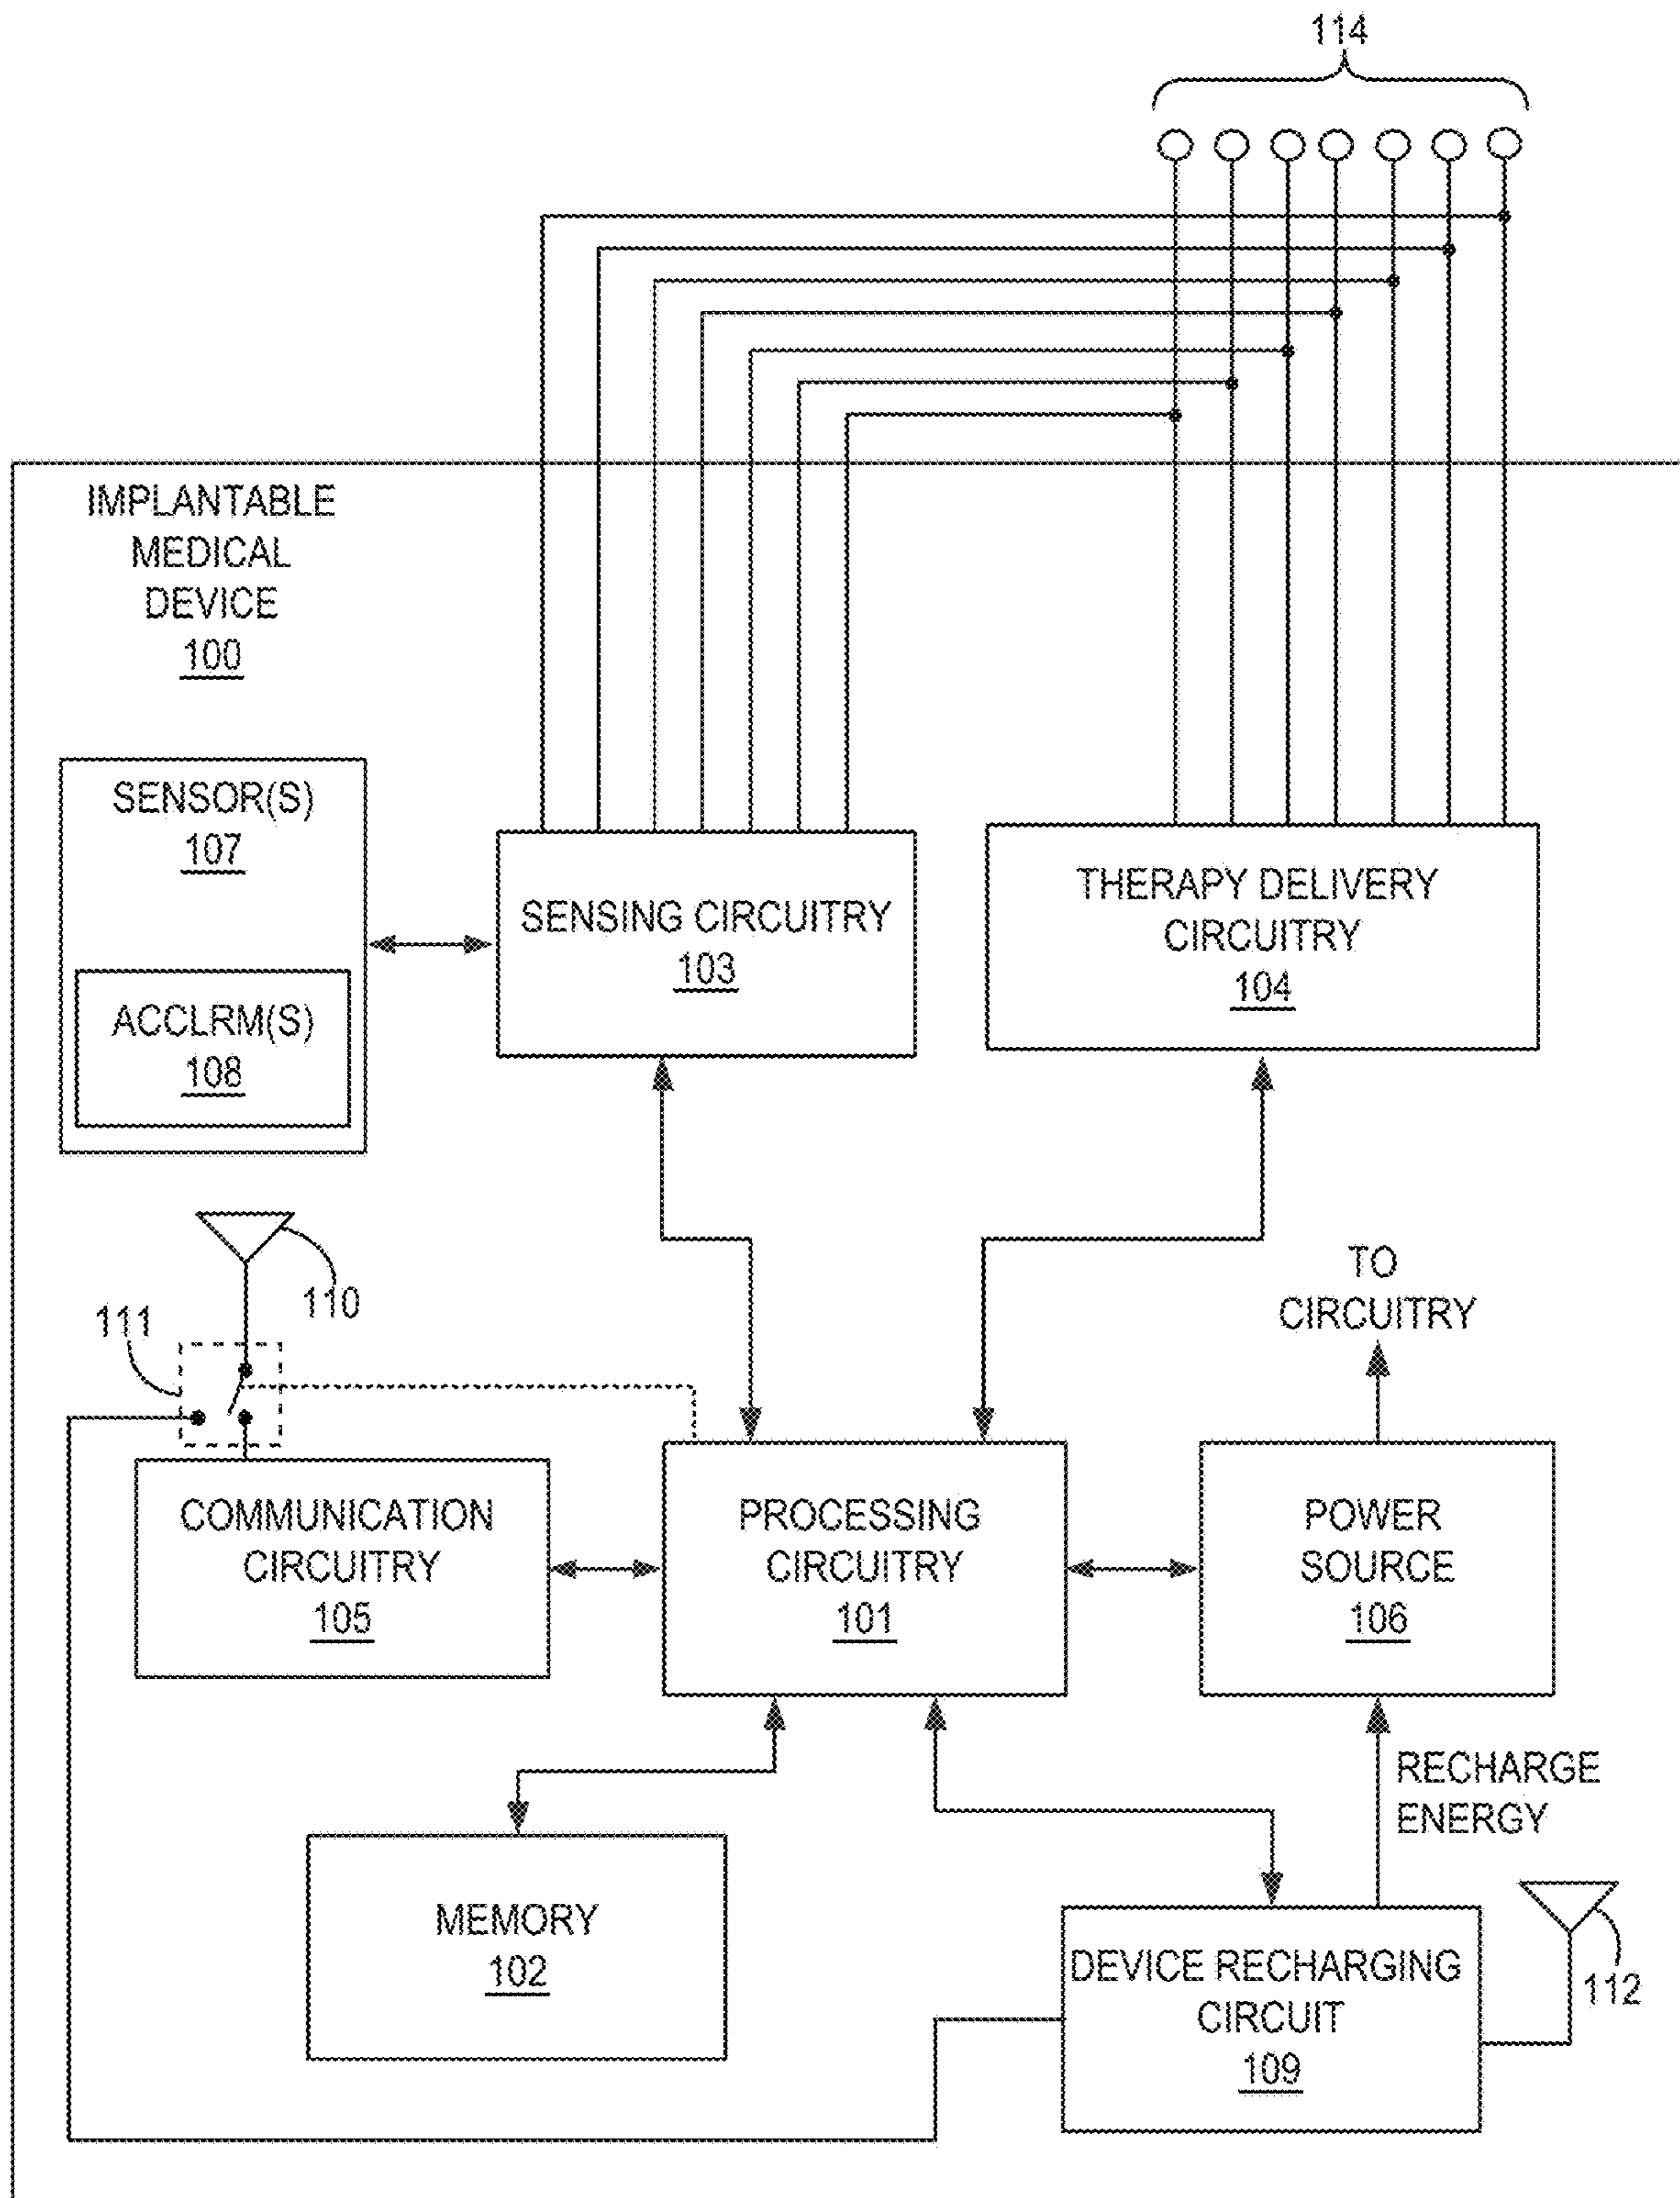 114
IMPLANTABLE
MEDICAL
DEVICE
100
SENSOR(S)
107
ACCLRM(S)
108
SENSING CIRCUITRY
103
THERAPY DELIVERY
CIRCUITRY
104
110
111
TO
CIRCUITRY
COMMUNICATION
CIRCUITRY
105
PROCESSING
CIRCUITRY
101
POWER
SOURCE
106
RECHARGE
ENERGY
MEMORY
102
DEVICE RECHARGING
CIRCUIT
109
112